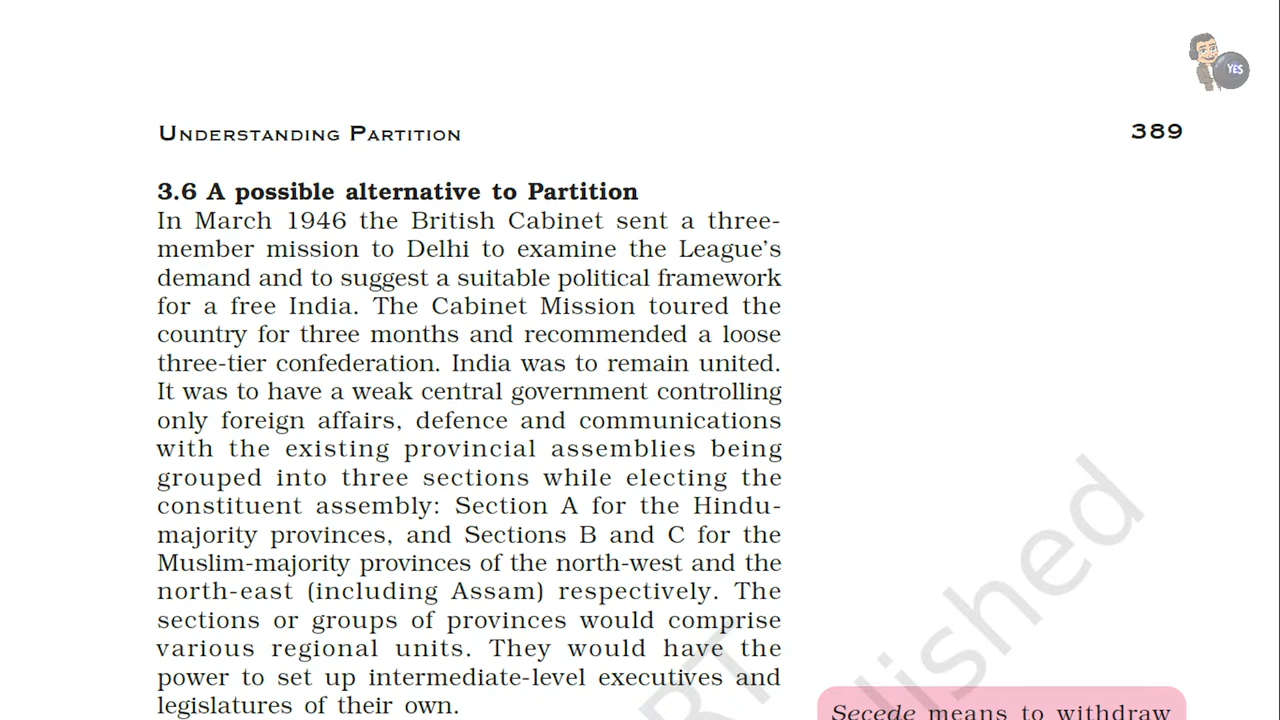 YES
UNDERSTANDING PARTITION
389
3.6 A possible alternative to Partition
In March 1946 the British Cabinet sent a three-
member mission to Delhi to examine the League's
demand and to suggest a suitable political framework
for a free India. The Cabinet Mission toured the
country for three months and recommended a loose
three-tier confederation. India was to remain united.
It was to have a weak central government controlling
only foreign affairs, defence and communications
with the existing provincial assemblies being
grouped into three sections while electing the
constituent assembly: Section A for the Hindu-
majority provinces, and Sections B and C for the
Muslim-majority provinces of the north-west and the
north-east (including Assam) respectively. The
sections or groups of provinces would comprise
various regional units. They would have the
power to set up intermediate-level executives and
legislatures of their own.
Secede means to withdraw